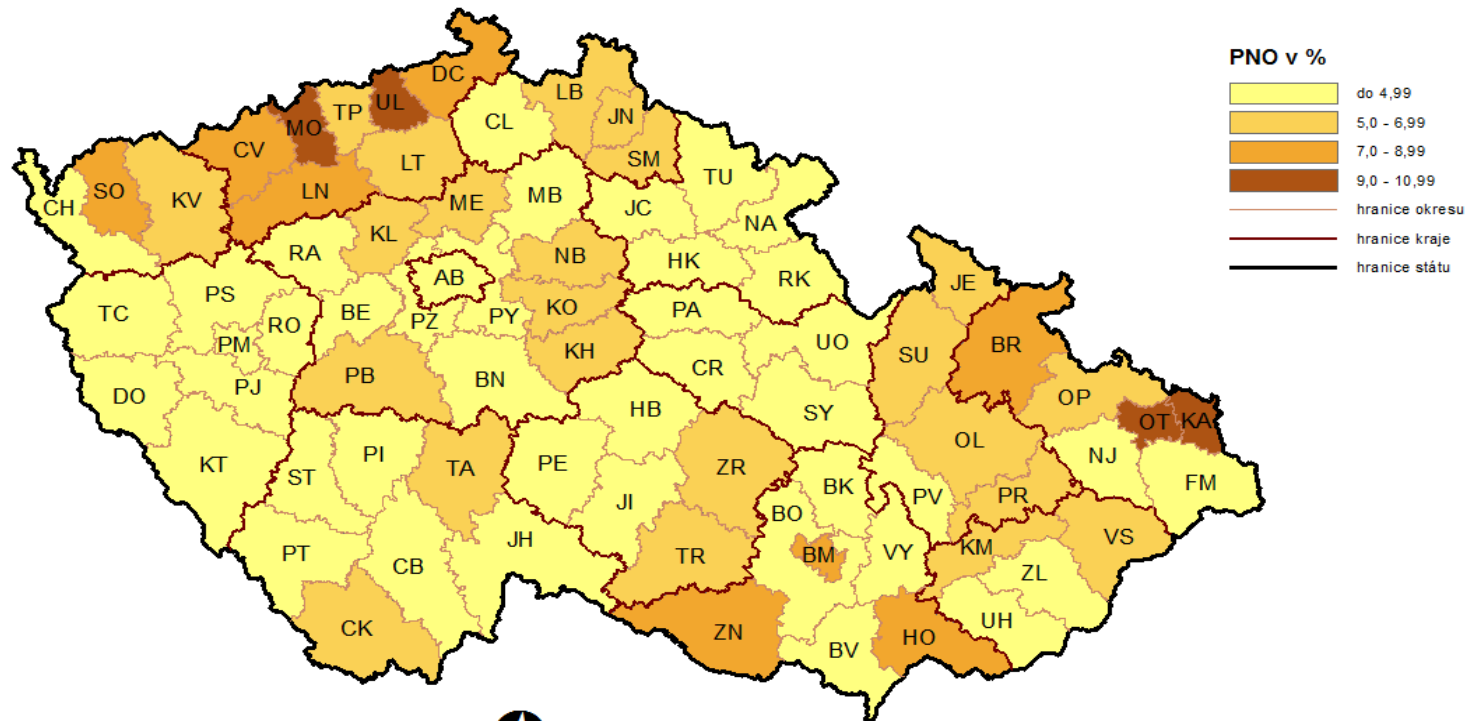 PNO v %
do 4,99
5,0 - 6,99
7,0 - 8,99
9,0 - 10,99
hranice okresu
hranice kraje
hranice státu
DC
LB
UL
TP
JN
MO
CL
CV
LT
SM
TU
SO
LN
KV
MB
ME
JC
CH
NA
KL
RA
NB
HK
AB
RK
JE
PS
KO
PA
TC
BE
RO
PZ
PY
PM
UO
BR
SU
KH
CR
PB
BN
PJ
DO
OP
HB
SY
OT
KA
OL
PI
NJ
KT
PE
TA
ZR
ST
FM
BK
PV
PR
JI
BO
VS
JH
KM
PT
TR
BM
VY
CB
ZL
UH
CK
ZN
HO
BV